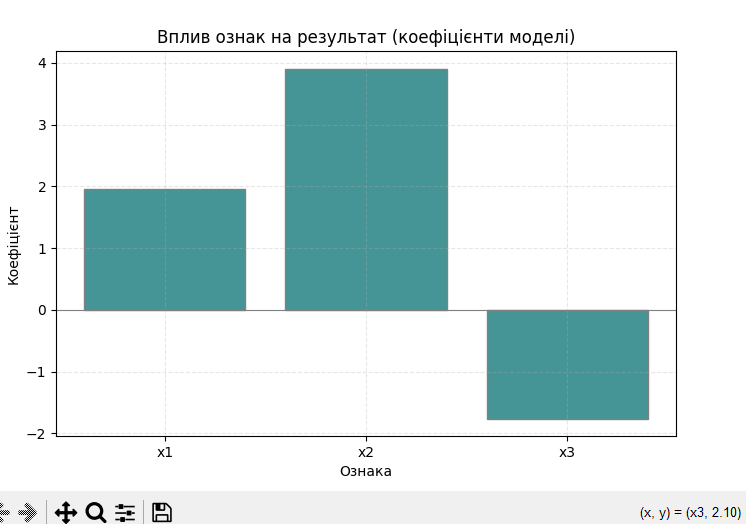 Вплив ознак на результат (коефіцієнти моделі)
Коефіцієнт
4
3
2
1
0
−1
−2
x1 x2 x3
Ознака
(x, y) = (x3, 2.10)